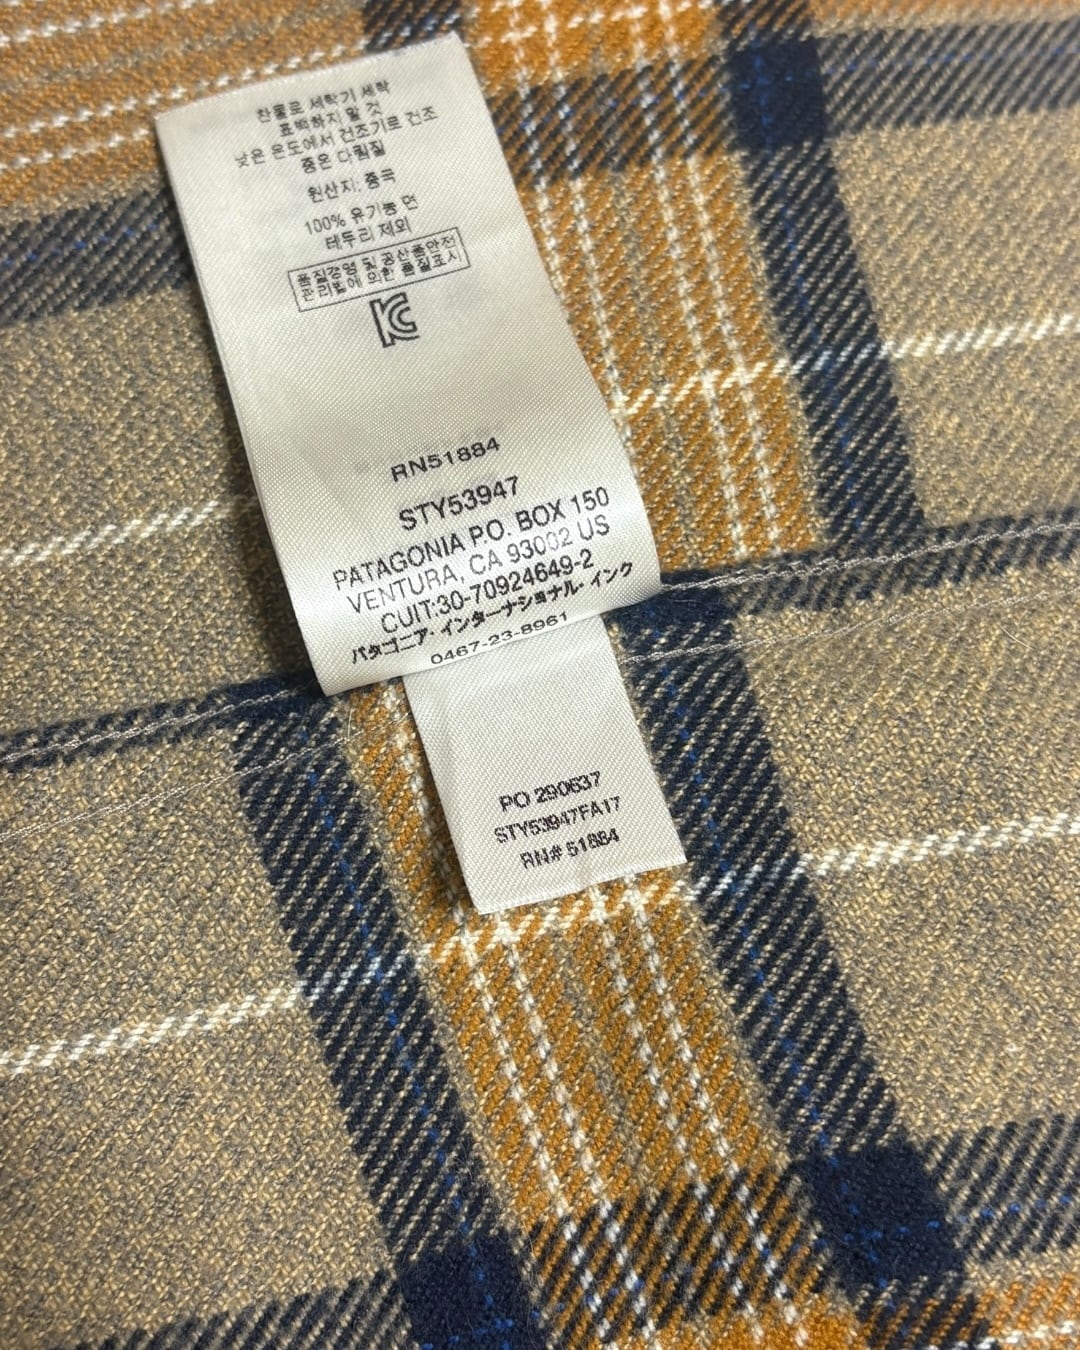 찬물로 세탁기 세탁
표백하지 말 것
낮은 온도에서 건조기로 건조
중온 다림질
원산지: 중국
100% 유기농 면
테두리 제외
품질경영 및 공산품안전
관리법에 의한 품질표시
RN51884
STY53947
PATAGONIA P.O. BOX 150
VENTURA, CA 93002 US
CUIT:30-70924649-2
パタゴニア・インターナショナル・インク
0467-23-8961
PO 290637
STY53947FA17
RN# 51884